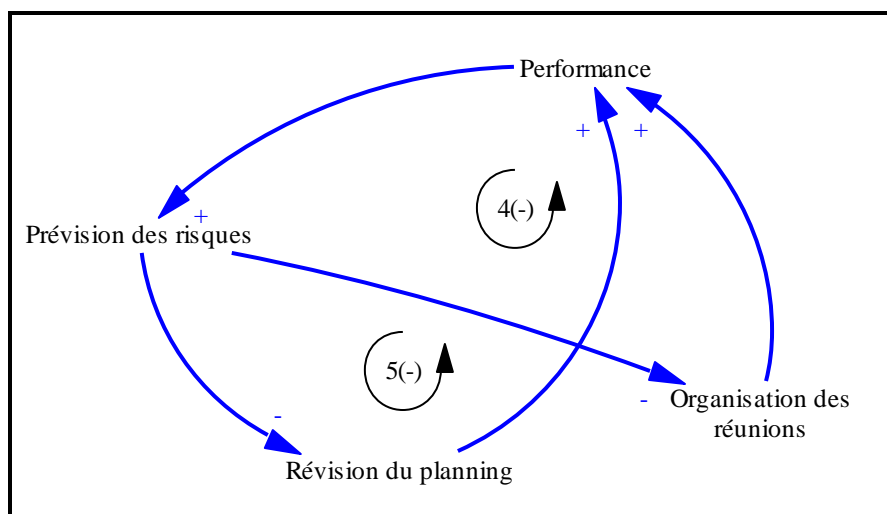 Performance
+ +
4(-)
+
Prévision des risques
5(-)
-
- Organisation des
réunions
Révision du planning